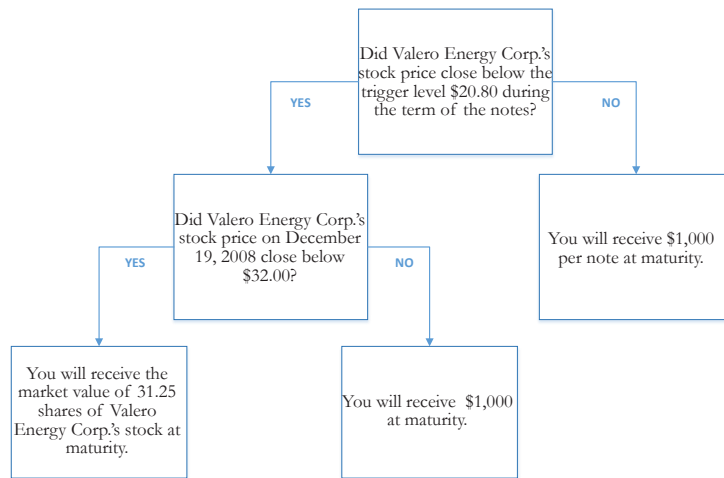 Did Valero Energy Corp.'s
stock price close below the
trigger level $20.80 during
the term of the notes?
YES
NO
Did Valero Energy Corp.'s
stock price on December
19, 2008 close below
$32.00?
You will receive $1,000
per note at maturity.
YES
NO
You will receive the
market value of 31.25
shares of Valero
Energy Corp.'s stock at
maturity.
You will receive $1,000
at maturity.